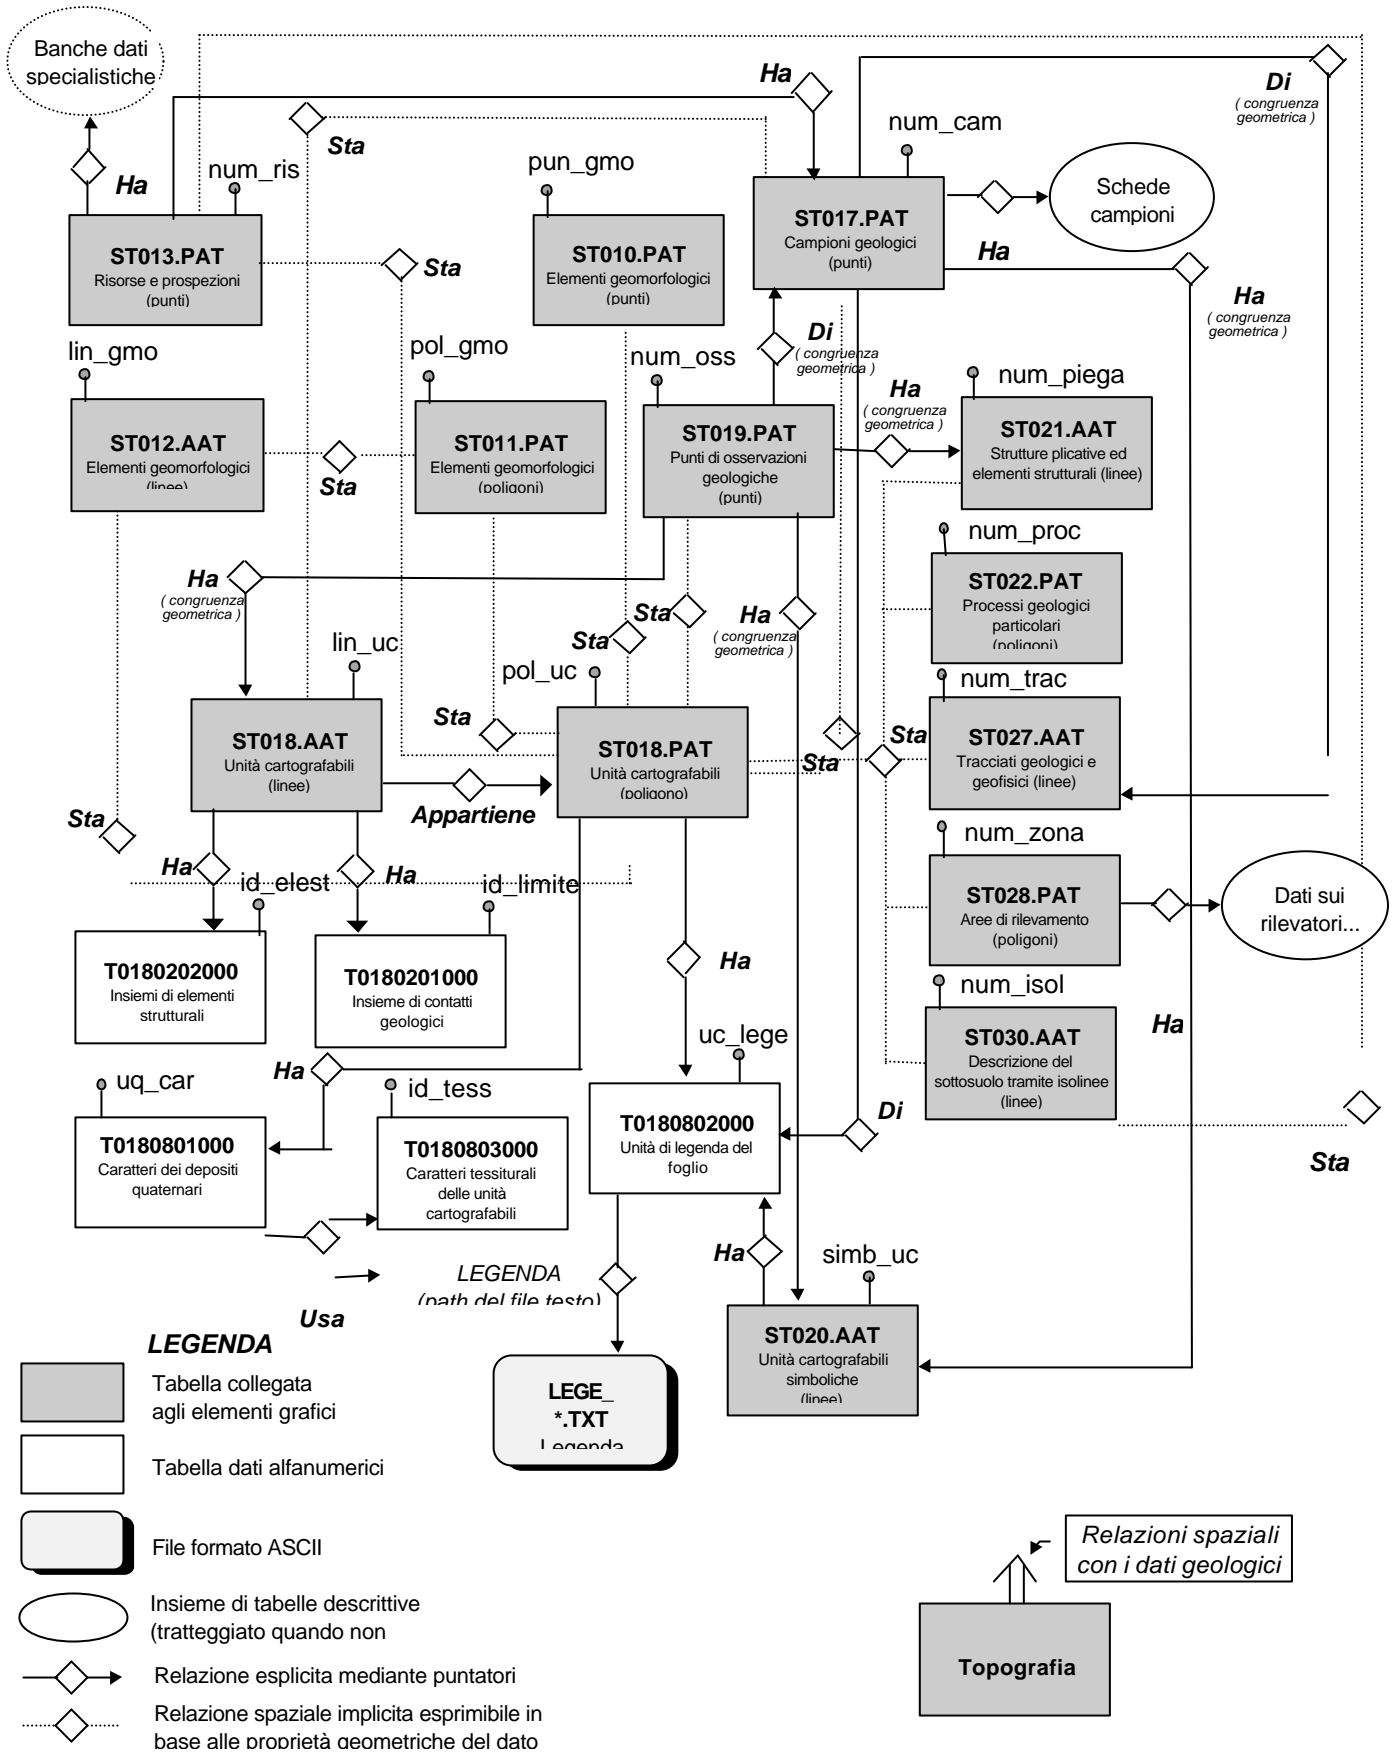 Banche dati
specialistiche
Ha
Di
( congruenza
geometrica )
Sta
num_cam
num_ris
pun_gmo
Ha
Schede
campioni
ST017.PAT
Campioni geologici
(punti)
ST013.PAT
Risorse e prospezioni
(punti)
Sta
ST010.PAT
Elementi geomorfologici
(punti)
Ha
Ha
( congruenza
geometrica )
Di
( congruenza
geometrica )
lin_gmo
pol_gmo
num_oss
num_piega
Ha
( congruenza
geometrica )
ST012.AAT
Elementi geomorfologici
(linee)
Sta
ST011.PAT
Elementi geomorfologici
(poligoni)
ST019.PAT
Punti di osservazioni
geologiche
(punti)
ST021.AAT
Strutture plicative ed
elementi strutturali (linee)
num_proc
ST022.PAT
Processi geologici
particolari
(poligoni)
Ha
( congruenza
geometrica )
Sta
Sta
Ha
( congruenza
geometrica )
lin_uc
pol_uc
num_trac
ST018.AAT
Unità cartografabili
(linee)
Sta
ST018.PAT
Unità cartografabili
(poligono)
Sta
Sta
ST027.AAT
Tracciati geologici e
geofisici (linee)
Appartiene
Sta
num_zona
Ha
Ha
id_elest
id_limite
ST028.PAT
Aree di rilevamento
(poligoni)
Dati sui
rilevatori...
T0180202000
Insiemi di elementi
strutturali
T0180201000
Insieme di contatti
geologici
Ha
num_isol
Ha
uc_lege
ST030.AAT
Descrizione del
sottosuolo tramite isolinee
(linee)
Ha
uq_car
id_tess
Di
T0180801000
Caratteri dei depositi
quaternari
T0180803000
Caratteri tessiturali
delle unità
cartografabili
T0180802000
Unità di legenda del
foglio
Sta
Ha
simb_uc
LEGENDA
(path del file testo)
Usa
ST020.AAT
Unità cartografabili
simboliche
(linee)
LEGE_
*.TXT
Legenda
LEGENDA
Tabella collegata
agli elementi grafici
Tabella dati alfanumerici
File formato ASCII
Insieme di tabelle descrittive
(tratteggiato quando non
Relazione esplicita mediante puntatori
Relazione spaziale implicita esprimibile in
base alle proprietà geometriche del dato
Relazioni spaziali
con i dati geologici
Topografia